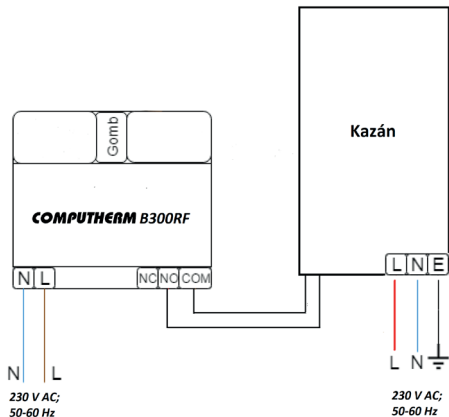 Gomb
Kazán
COMPUTHERM B300RF
N L NC NO COM
L N E
N L
230 V AC;
50-60 Hz
L N
230 V AC;
50-60 Hz